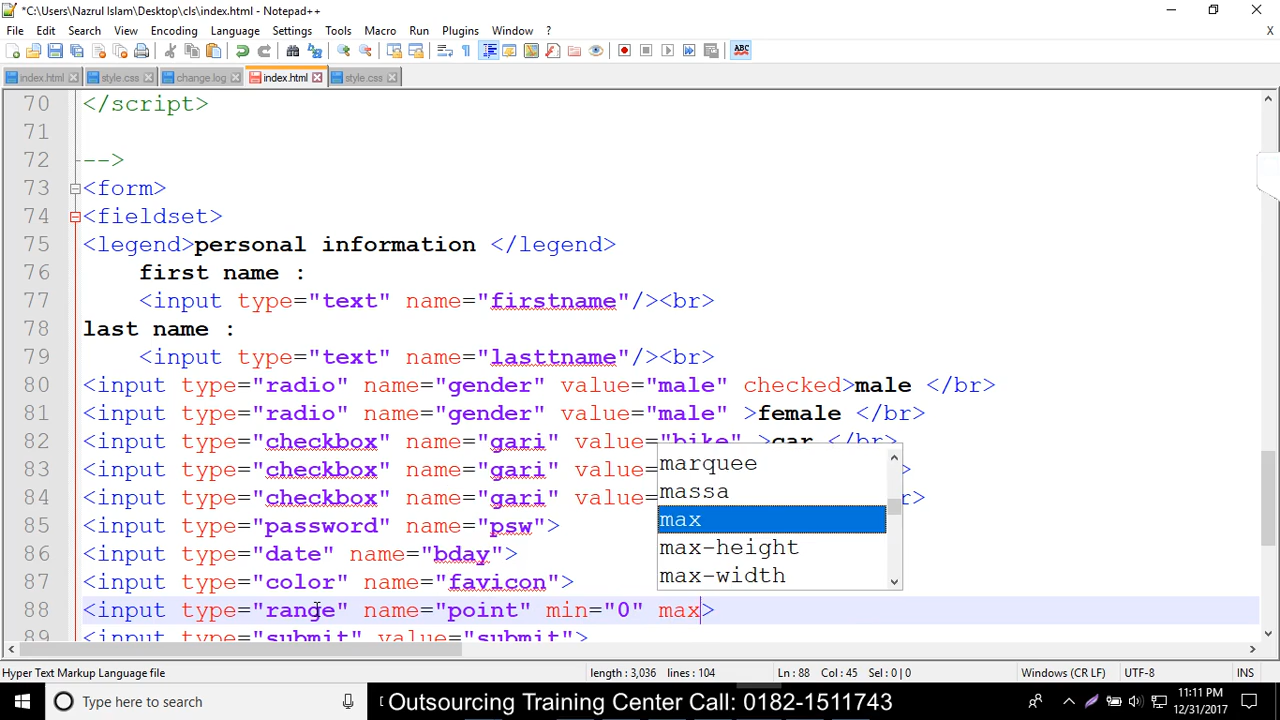 *C:\Users\Nazrul Islam\Desktop\cls\index.html - Notepad++
File Edit Search View Encoding Language Settings Tools Macro Run Plugins Window ?
X
index.html style.css change.log index.html style.css
70 </script>
71
72 -->
73 <form>
74 <fieldset>
75 <legend>personal information </legend>
76 first name :
77 <input type="text" name="firstname"/><br>
78 last name :
79 <input type="text" name="lasttname"/><br>
80 <input type="radio" name="gender" value="male" checked>male </br>
81 <input type="radio" name="gender" value="male" >female </br>
82 <input type="checkbox" name="gari" value="bike" >car </br>
83 <input type="checkbox" name="gari" value=
84 <input type="checkbox" name="gari" value=
85 <input type="password" name="psw">
86 <input type="date" name="bday">
87 <input type="color" name="favicon">
88 <input type="range" name="point" min="0" max>
89 <input type="submit" value="submit">
marquee
massa
max
max-height
max-width
Hyper Text Markup Language file length : 3,036 lines : 104 Ln : 88 Col : 45 Sel : 0 | 0 Windows (CR LF) UTF-8 INS
Type here to search
Outsourcing Training Center Call: 0182-1511743
11:11 PM
12/31/2017